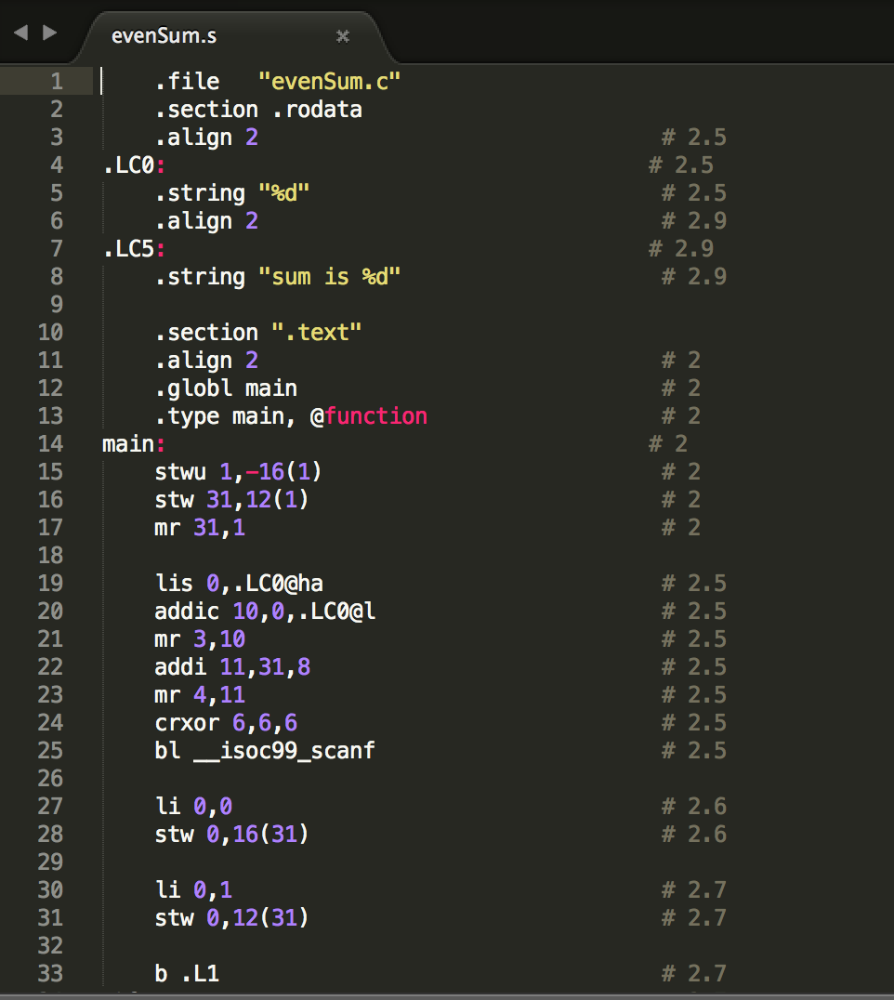 evenSum.s
1 .file "evenSum.c"
2 .section .rodata
3 .align 2 # 2.5
4 .LC0: # 2.5
5 .string "%d" # 2.5
6 .align 2 # 2.9
7 .LC5: # 2.9
8 .string "sum is %d" # 2.9
9
10 .section ".text"
11 .align 2 # 2
12 .globl main # 2
13 .type main, @function # 2
14 main: # 2
15 stwu 1,-16(1) # 2
16 stw 31,12(1) # 2
17 mr 31,1 # 2
18
19 lis 0,.LC0@ha # 2.5
20 addic 10,0,.LC0@l # 2.5
21 mr 3,10 # 2.5
22 addi 11,31,8 # 2.5
23 mr 4,11 # 2.5
24 crxor 6,6,6 # 2.5
25 bl __isoc99_scanf # 2.5
26
27 li 0,0 # 2.6
28 stw 0,16(31) # 2.6
29
30 li 0,1 # 2.7
31 stw 0,12(31) # 2.7
32
33 b .L1 # 2.7